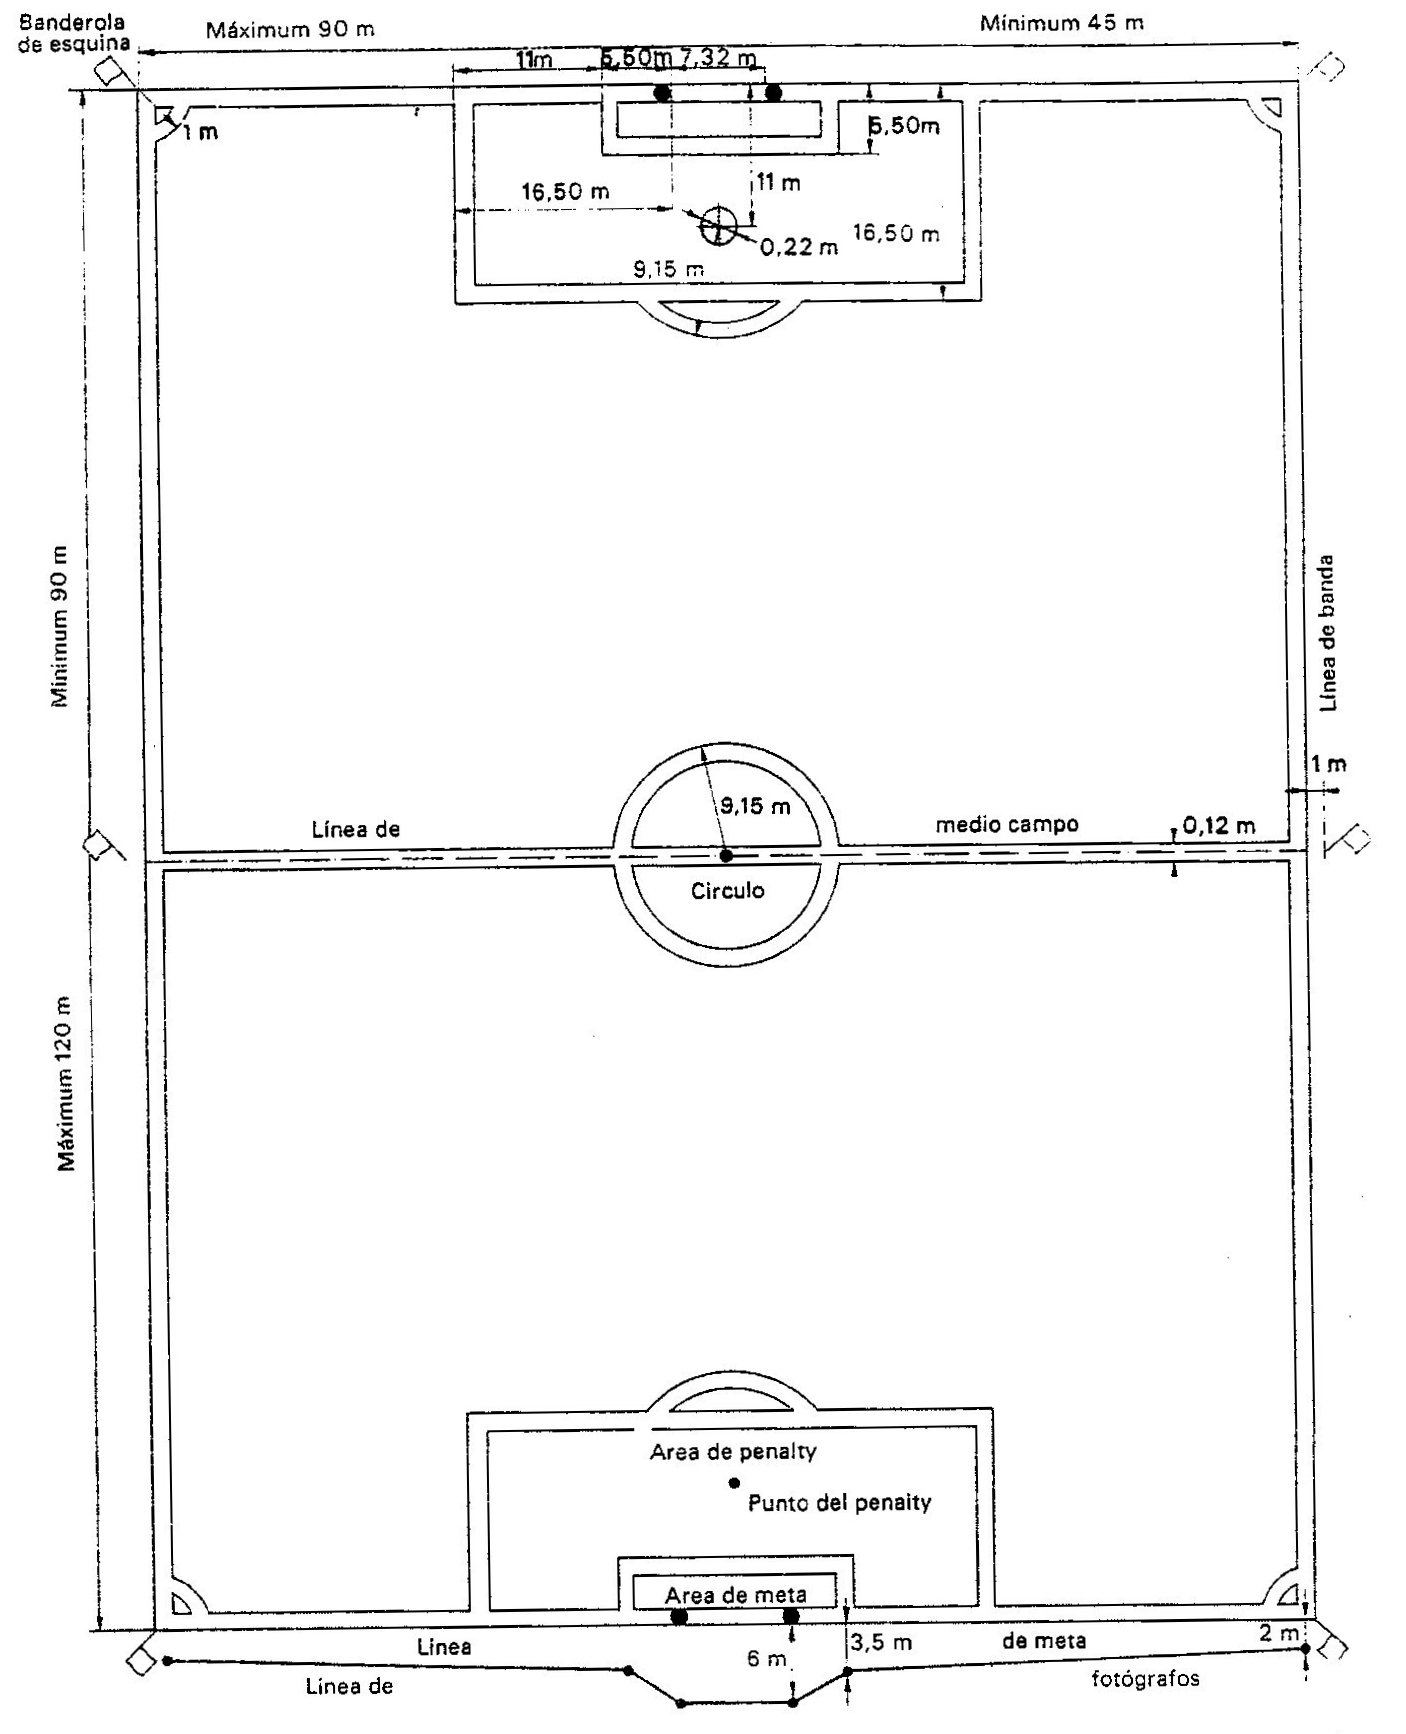 Banderola
de esquina
Máximum 90 m
Mínimum 45 m
11m
5,50m
7,32 m
1 m
5,50m
16,50 m
11 m
0,22 m
16,50 m
9,15 m
Mínimum 90 m
Línea de banda
1 m
9,15 m
Línea de
medio campo
0,12 m
Circulo
Máximum 120 m
Area de penalty
Punto del penalty
Area de meta
Linea
de meta
3,5 m
2 m
6 m
Línea de
fotógrafos